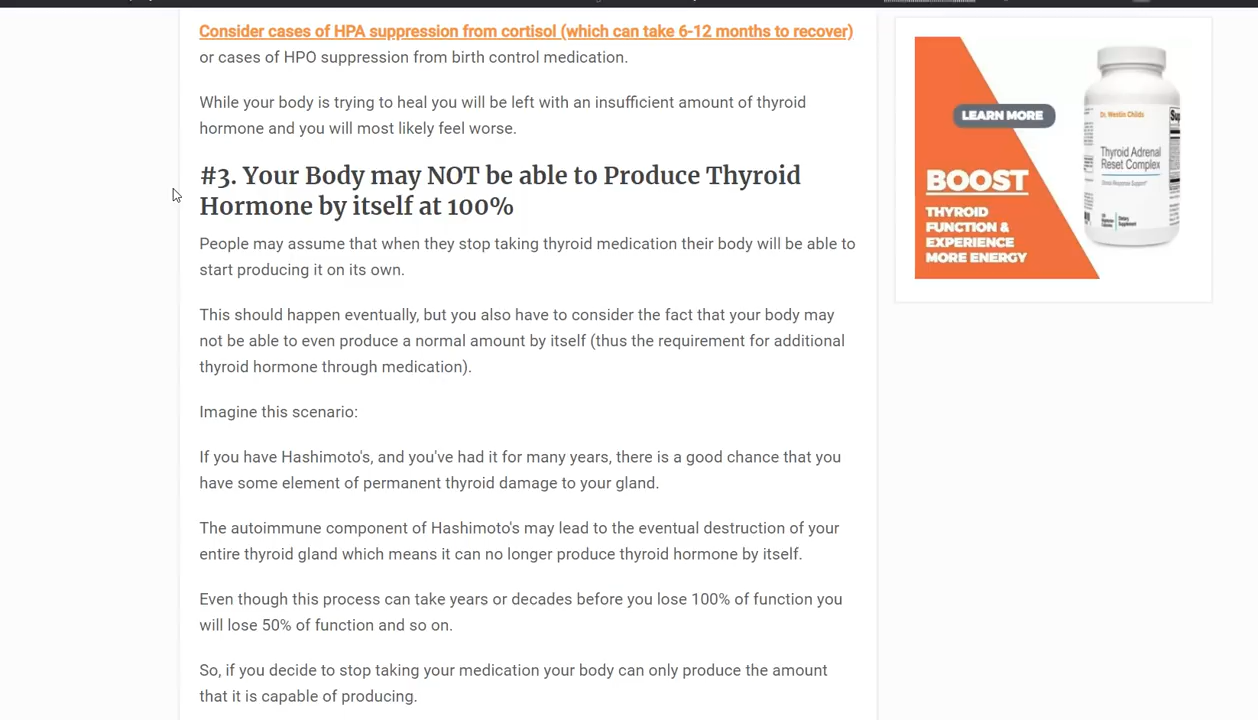 Consider cases of HPA suppression from cortisol (which can take 6-12 months to recover)
or cases of HPO suppression from birth control medication.
While your body is trying to heal you will be left with an insufficient amount of thyroid
hormone and you will most likely feel worse.
#3. Your Body may NOT be able to Produce Thyroid
Hormone by itself at 100%
People may assume that when they stop taking thyroid medication their body will be able to
start producing it on its own.
This should happen eventually, but you also have to consider the fact that your body may
not be able to even produce a normal amount by itself (thus the requirement for additional
thyroid hormone through medication).
Imagine this scenario:
If you have Hashimoto's, and you've had it for many years, there is a good chance that you
have some element of permanent thyroid damage to your gland.
The autoimmune component of Hashimoto's may lead to the eventual destruction of your
entire thyroid gland which means it can no longer produce thyroid hormone by itself.
Even though this process can take years or decades before you lose 100% of function you
will lose 50% of function and so on.
So, if you decide to stop taking your medication your body can only produce the amount
that it is capable of producing.
LEARN MORE
BOOST
THYROID
FUNCTION &
EXPERIENCE
MORE ENERGY
Dr. Westin Childs
Thyroid Adrenal
Reset Complex